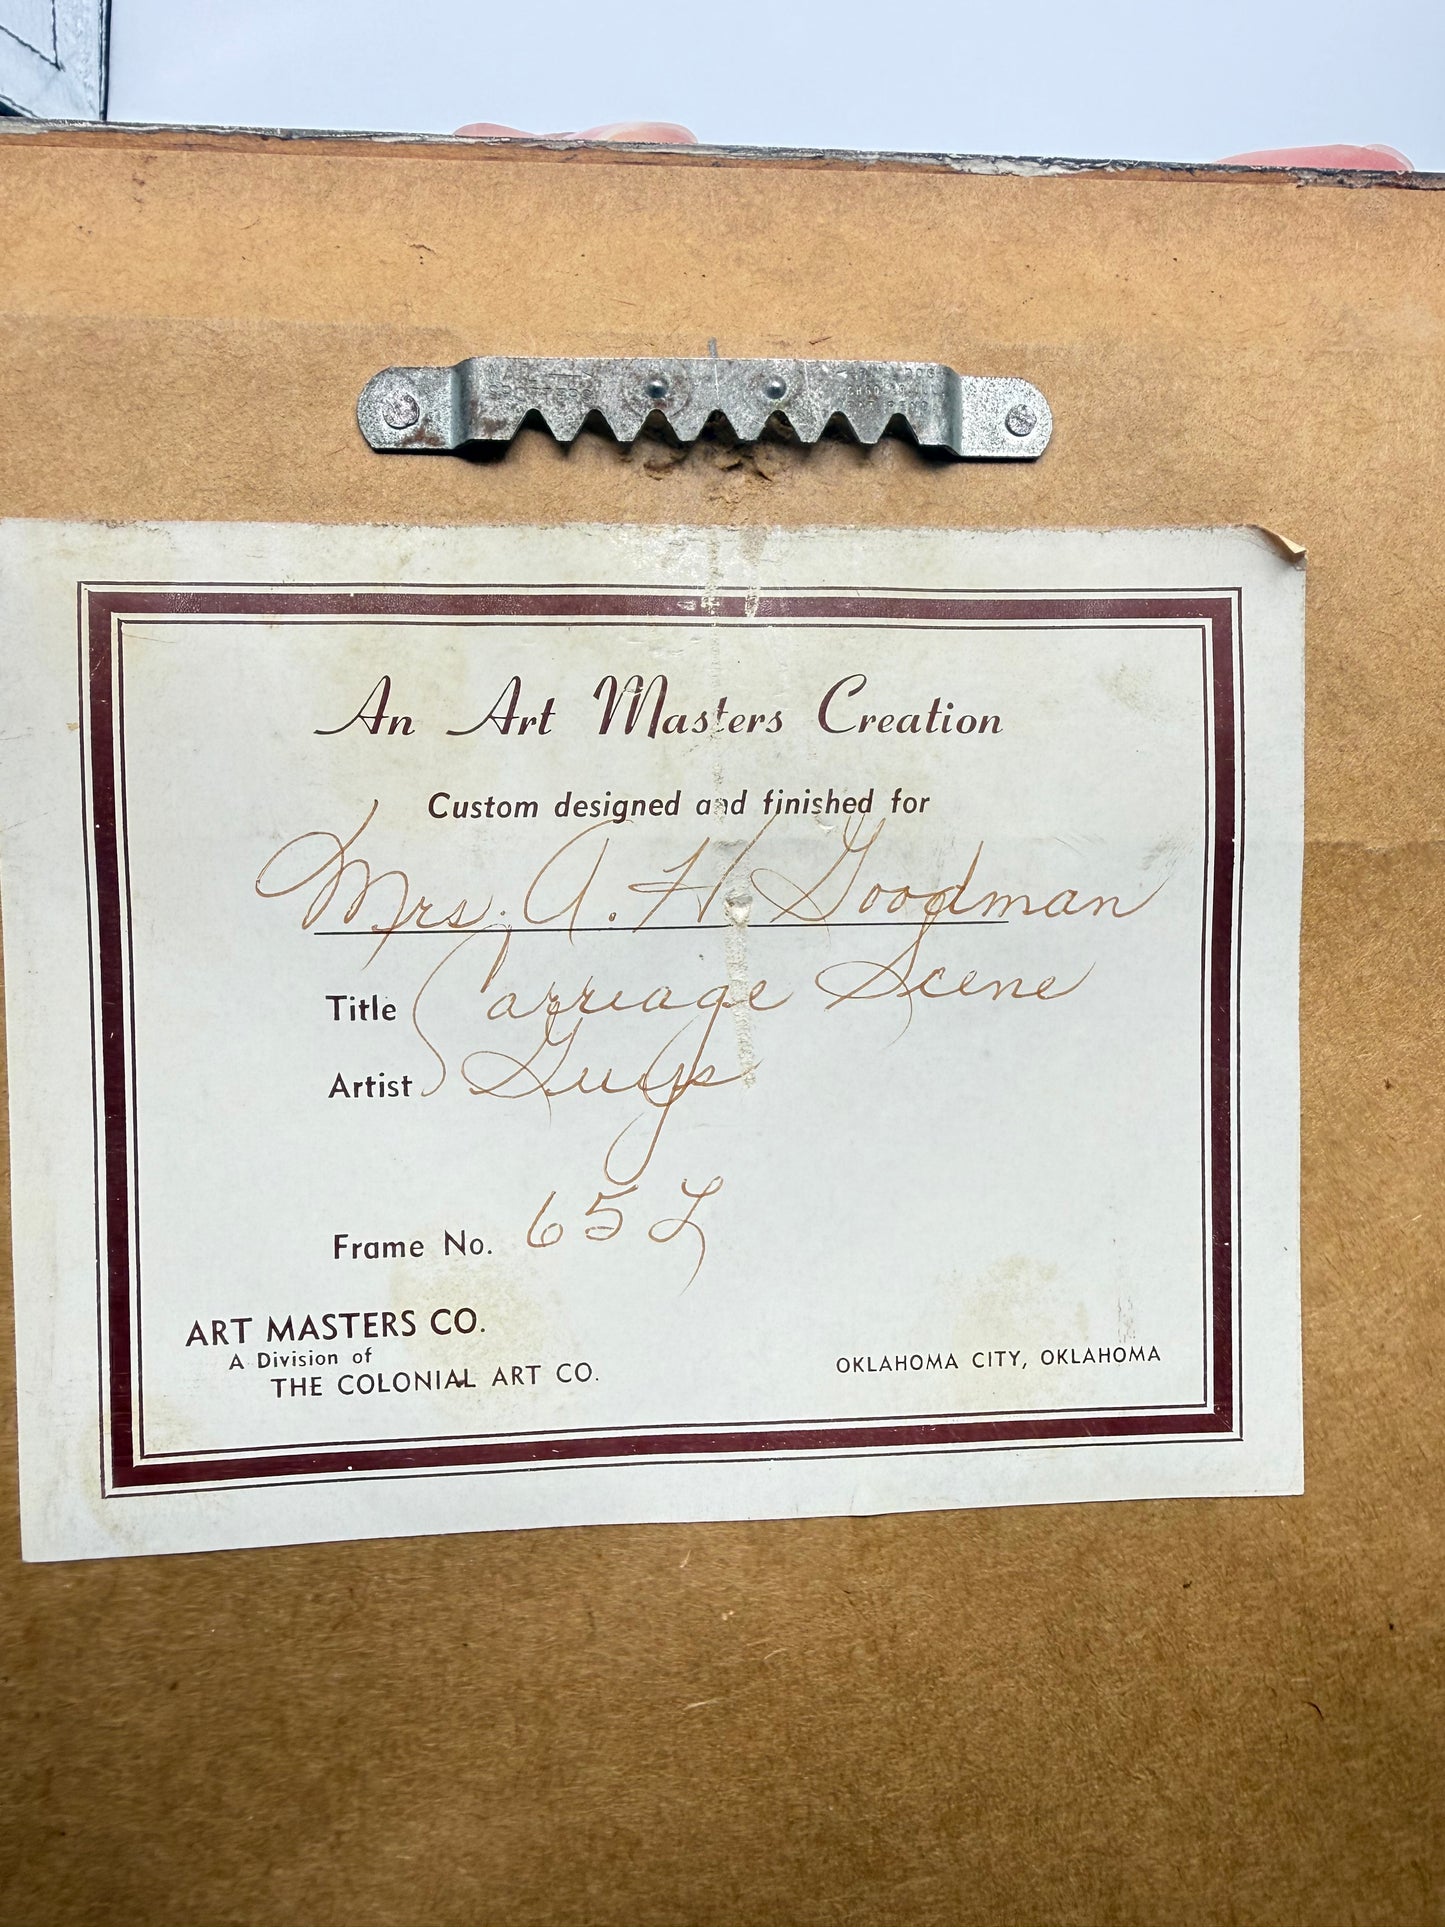 An Art Masters Creation
Custom designed and finished for
Mrs. A. H. Goodman
Title Carriage Scene
Artist Guys
Frame No. 65 L
ART MASTERS CO.
A Division of
THE COLONIAL ART CO.
OKLAHOMA CITY, OKLAHOMA